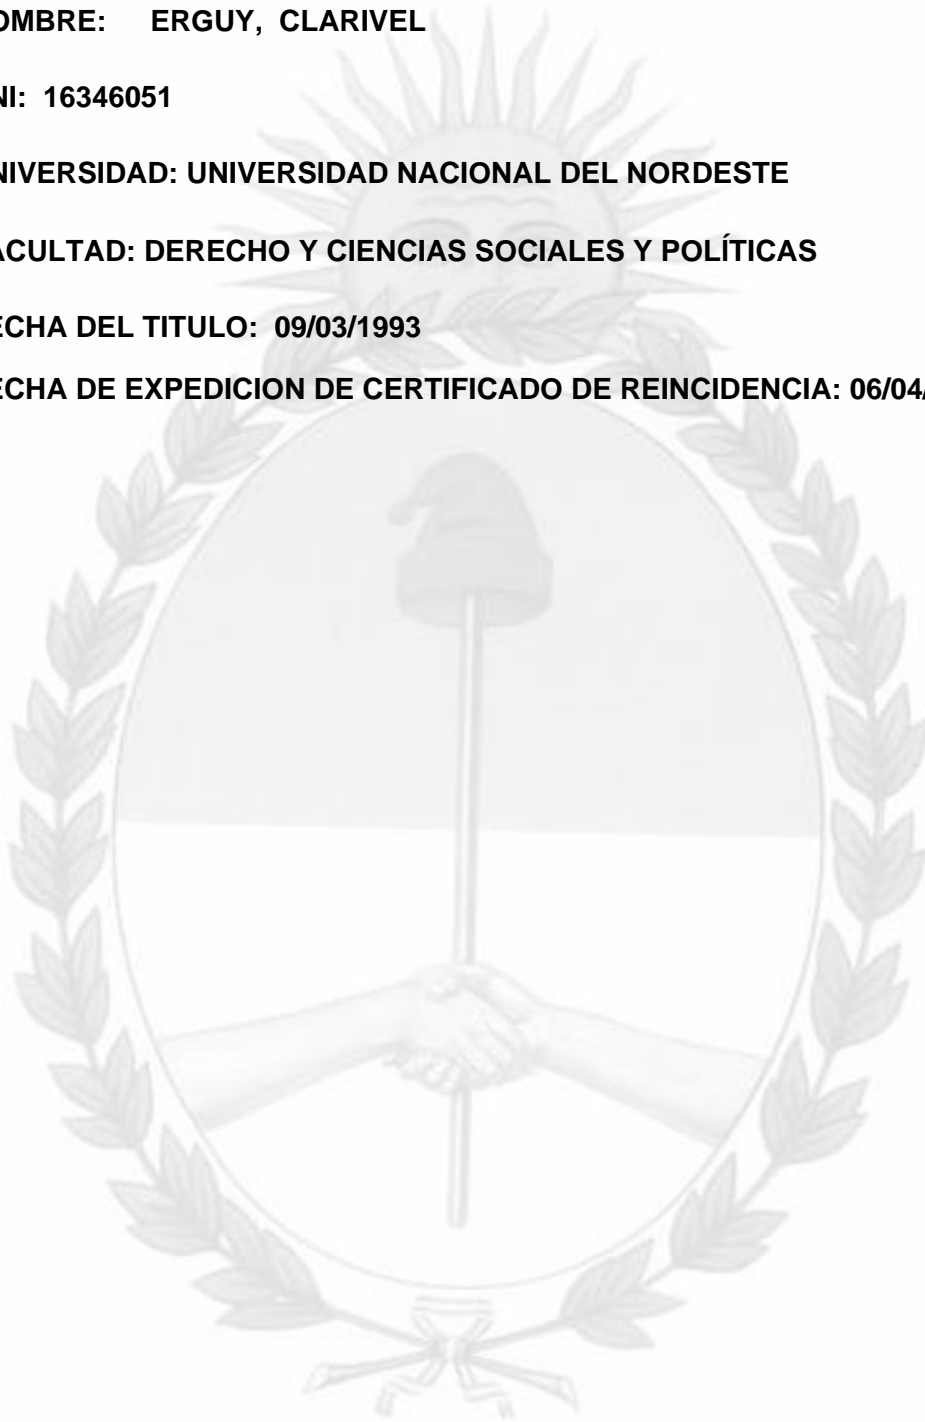 OMBRE: ERGUY, CLARIVEL
NI: 16346051
NIVERSIDAD: UNIVERSIDAD NACIONAL DEL NORDESTE
ACULTAD: DERECHO Y CIENCIAS SOCIALES Y POLÍTICAS
ECHA DEL TITULO: 09/03/1993
ECHA DE EXPEDICION DE CERTIFICADO DE REINCIDENCIA: 06/04/